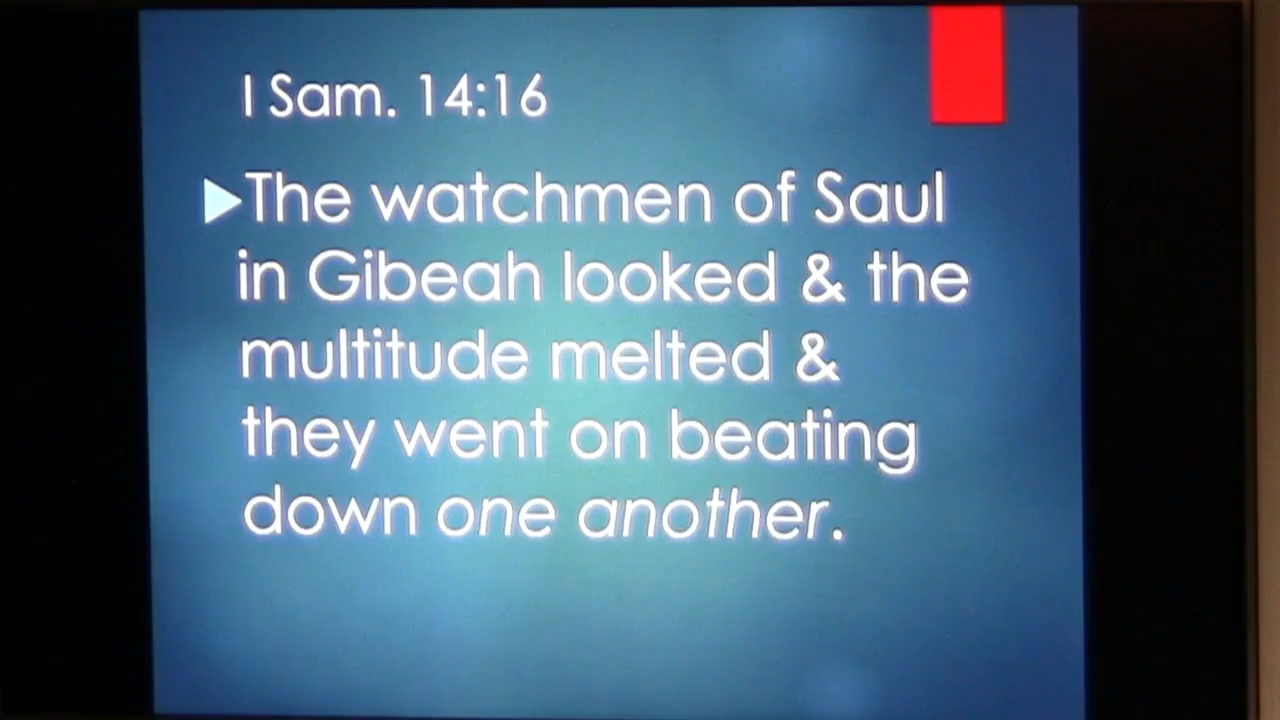 I Sam. 14:16
The watchmen of Saul
in Gibeah looked & the
multitude melted &
they went on beating
down one another.